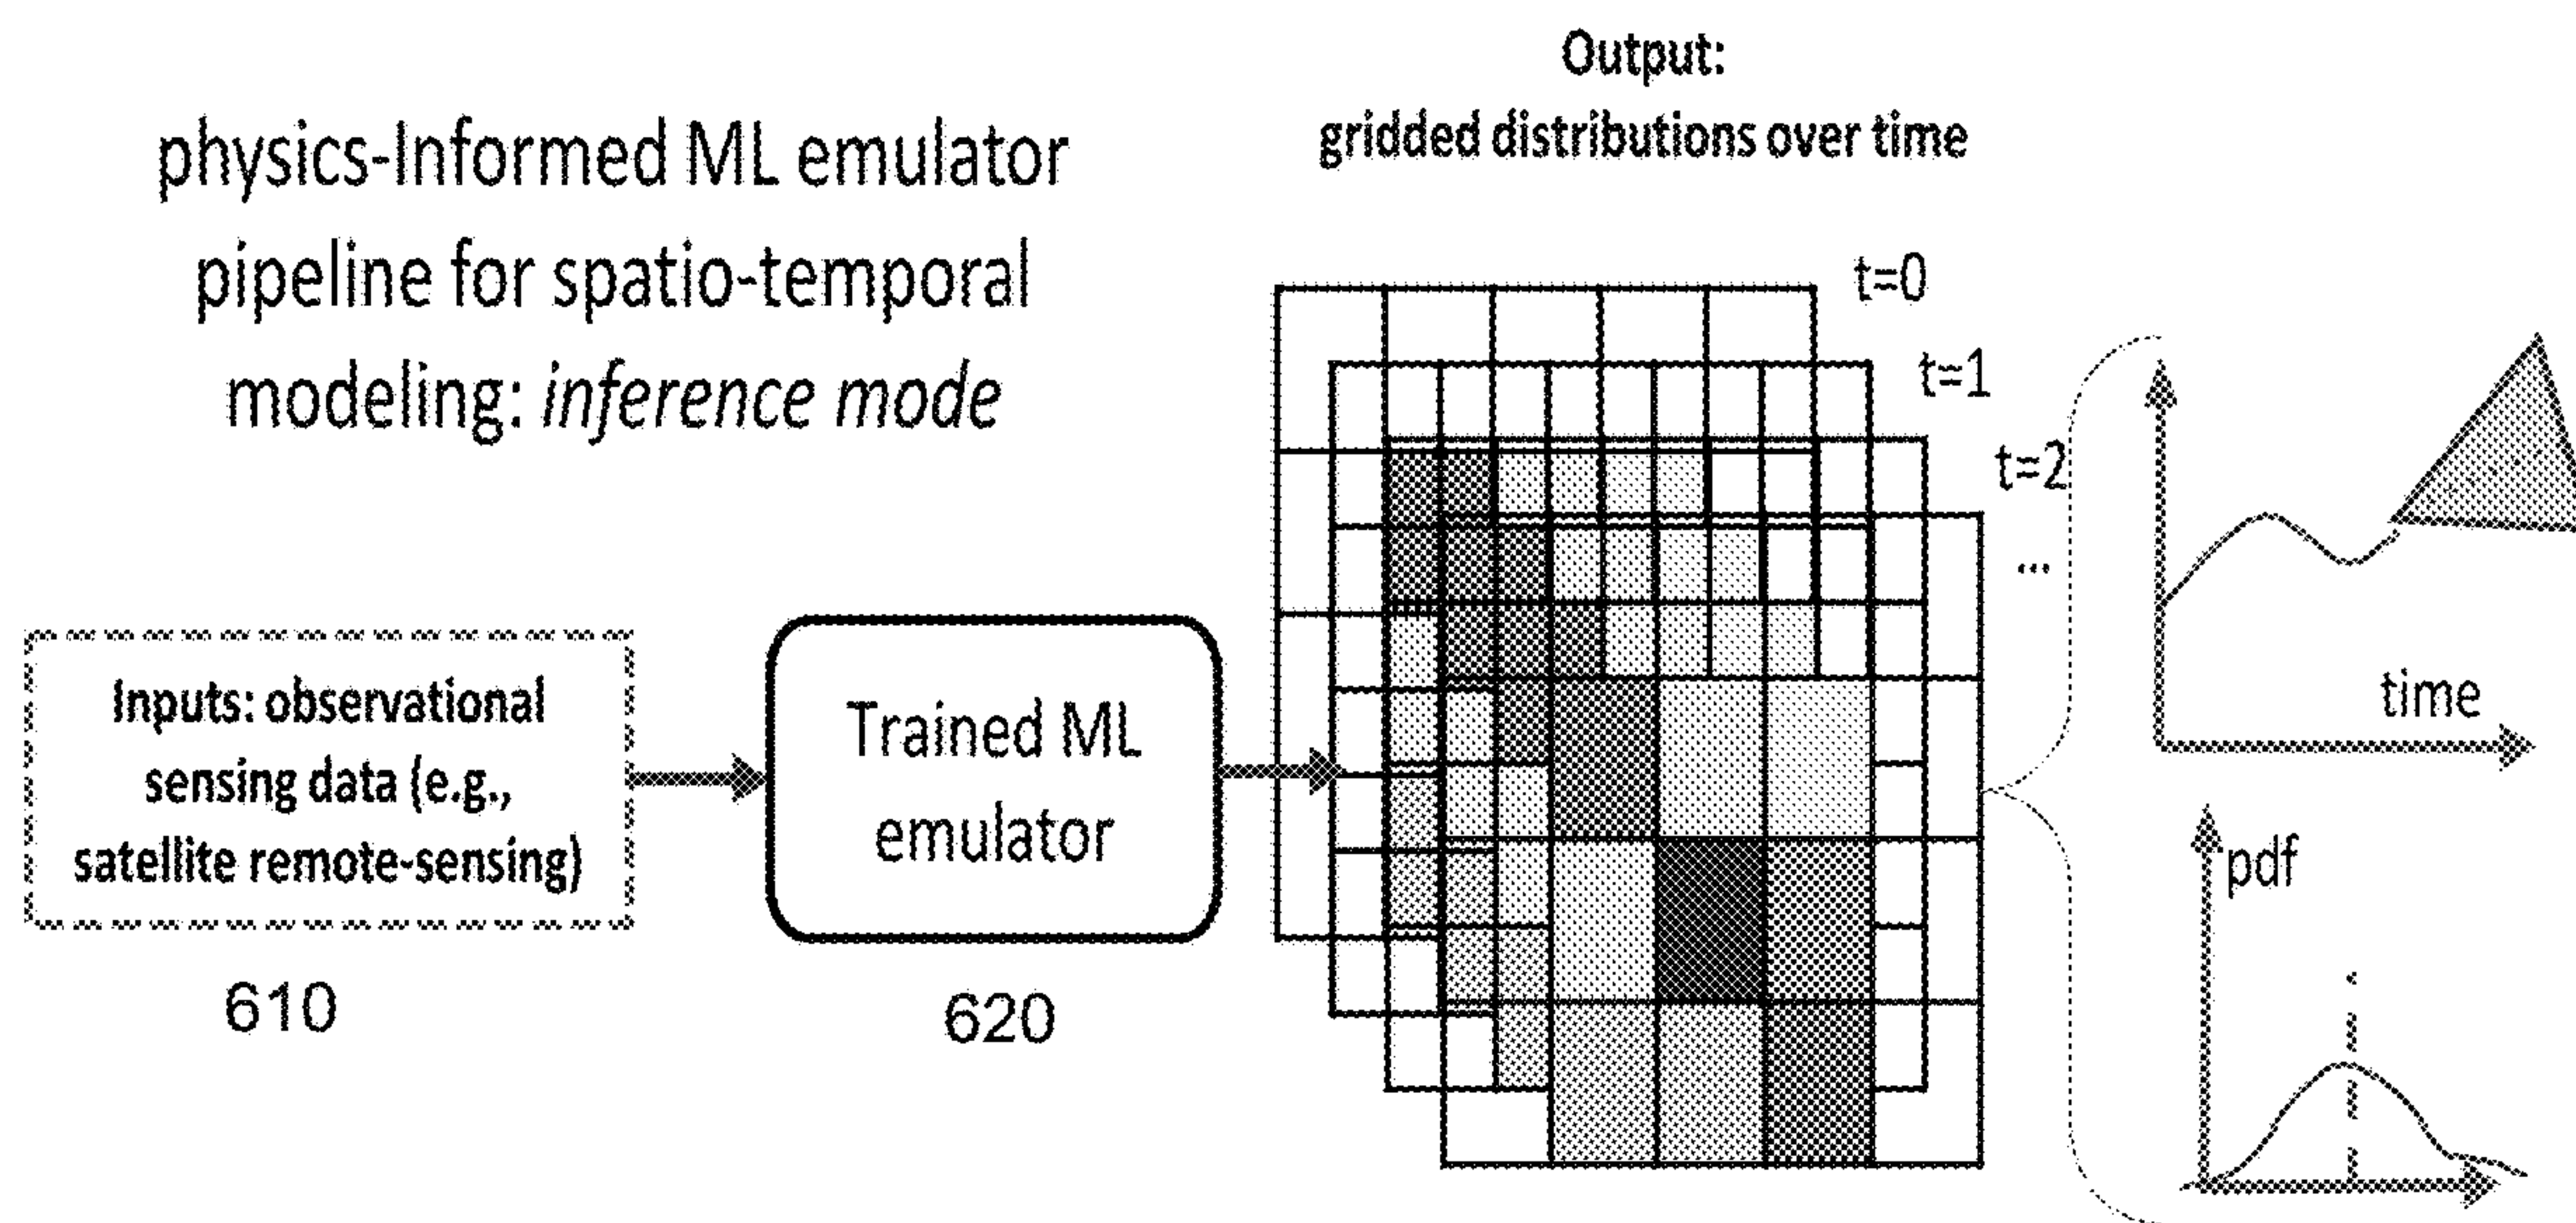 physics-Informed ML emulator
pipeline for spatio-temporal
modeling: inference mode
Output:
gridded distributions over time
t=0
t=1
t=2
...
Inputs: observational
sensing data (e.g.,
satellite remote-sensing)
610
Trained ML
emulator
620
time
pdf